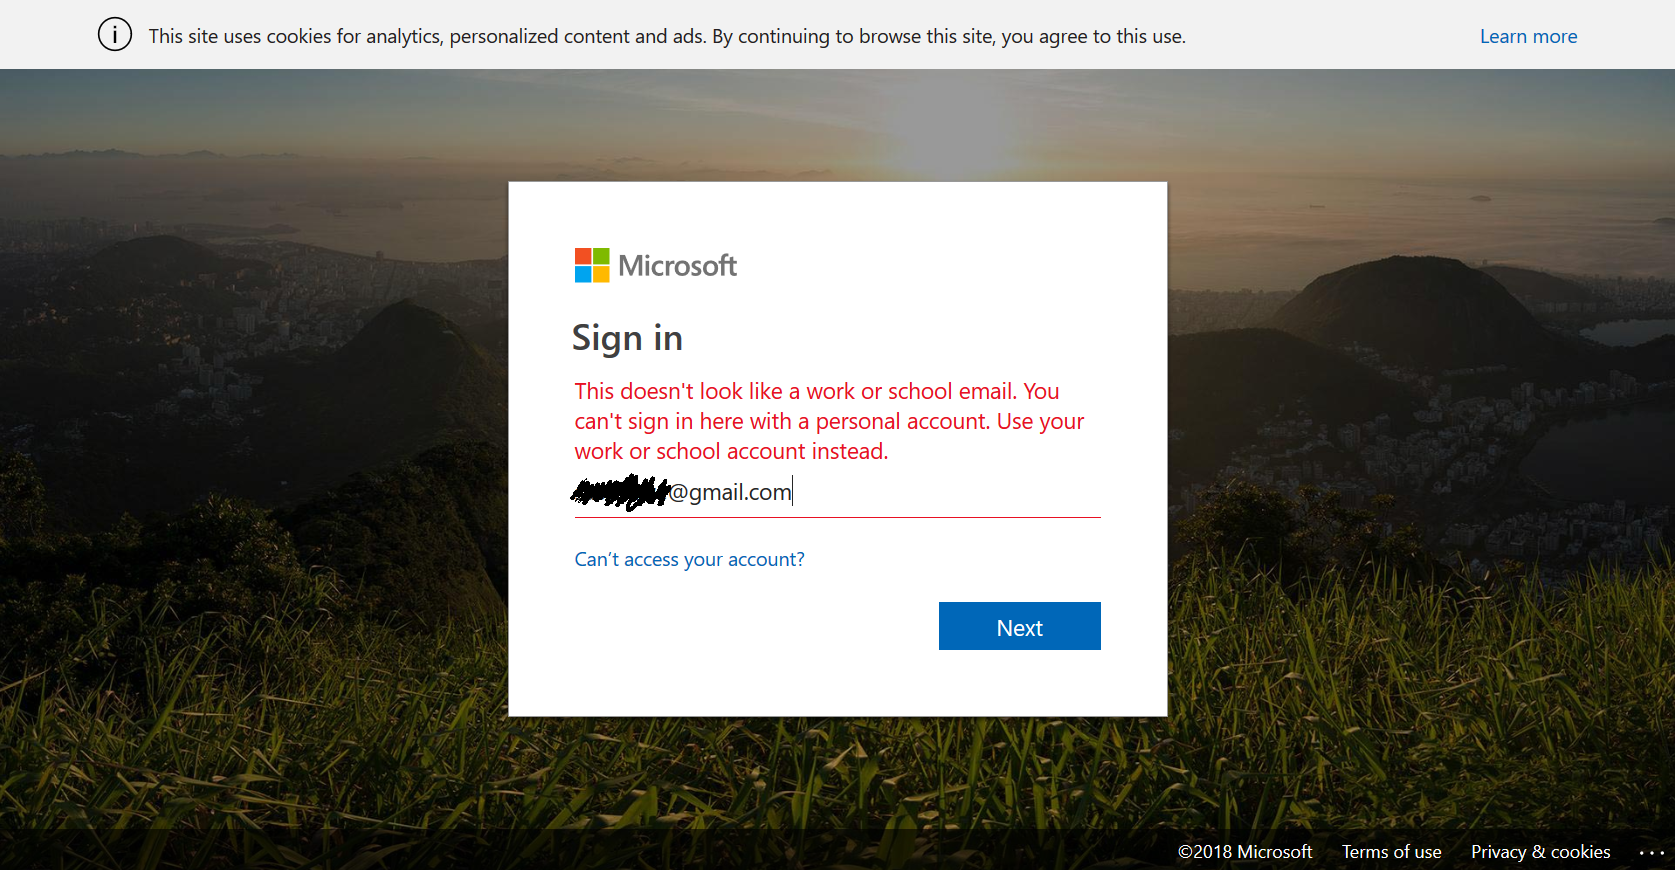 This site uses cookies for analytics, personalized content and ads. By continuing to browse this site, you agree to this use.
Learn more
Microsoft
Sign in
This doesn't look like a work or school email. You
can't sign in here with a personal account. Use your
work or school account instead.
@gmail.com
Can’t access your account?
Next
©2018 Microsoft
Terms of use
Privacy & cookies
...